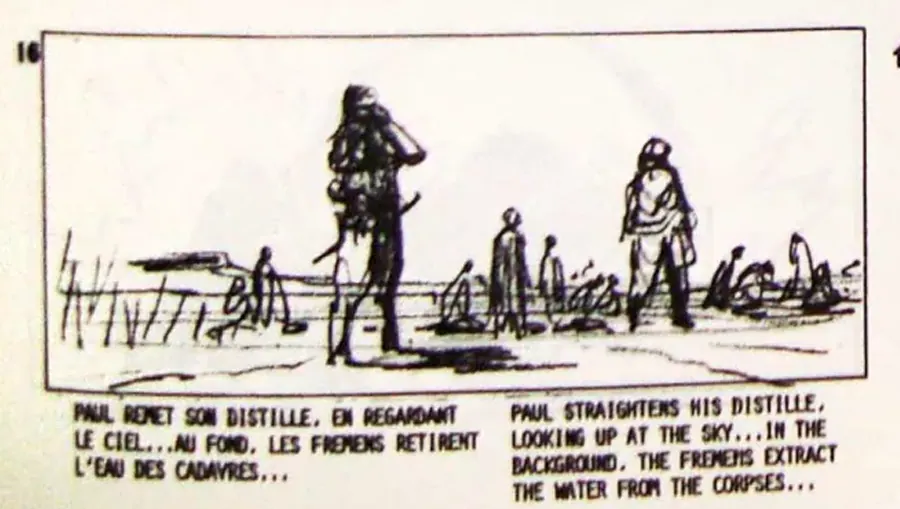 16
PAUL REMET SON DISTILLE, EN REGARDANT
LE CIEL...AU FOND, LES FREMENS RETIRENT
L'EAU DES CADAVRES...
PAUL STRAIGHTENS HIS DISTILLE,
LOOKING UP AT THE SKY...IN THE
BACKGROUND, THE FREMENS EXTRACT
THE WATER FROM THE CORPSES...